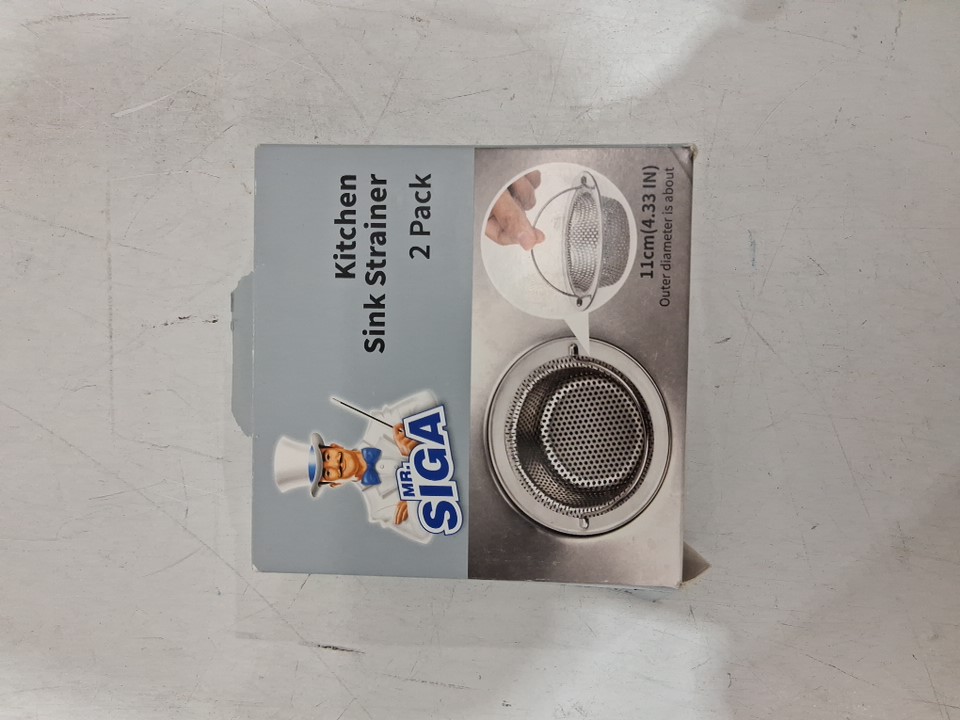 MR.
SIGA
Kitchen
Sink Strainer
2 Pack
11cm(4.33 IN)
Outer diameter is about